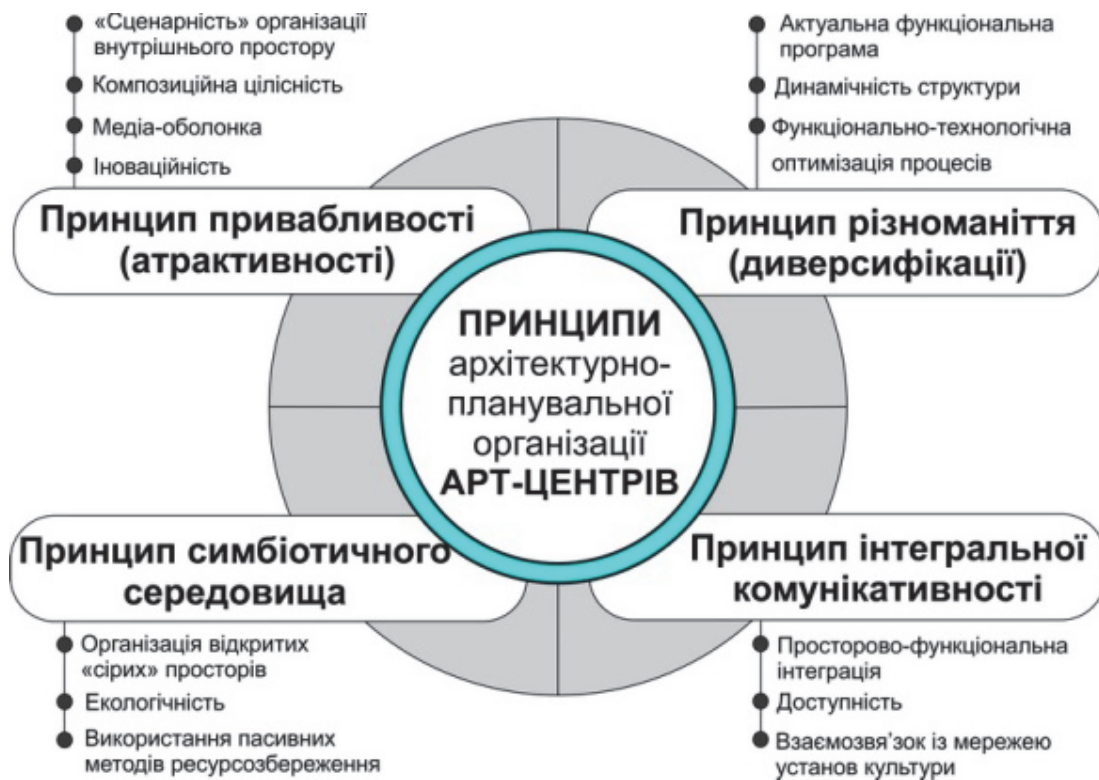 «Сценарність» організації
внутрішнього простору
Композиційна цілісність
Медіа-оболонка
Іноваційність
Принцип привабливості
(атрактивності)
Актуальна функціональна
програма
Динамічність структури
Функціонально-технологічна
оптимізація процесів
Принцип різноманіття
(диверсифікації)
ПРИНЦИПИ
архітектурно-
планувальної
організації
АРТ-ЦЕНТРІВ
Принцип симбіотичного
середовища
Організація відкритих
«сірих» просторів
Екологічність
Використання пасивних
методів ресурсозбереження
Принцип інтегральної
комунікативності
Просторово-функціональна
інтеграція
Доступність
Взаємозв’язок із мережею
установ культури